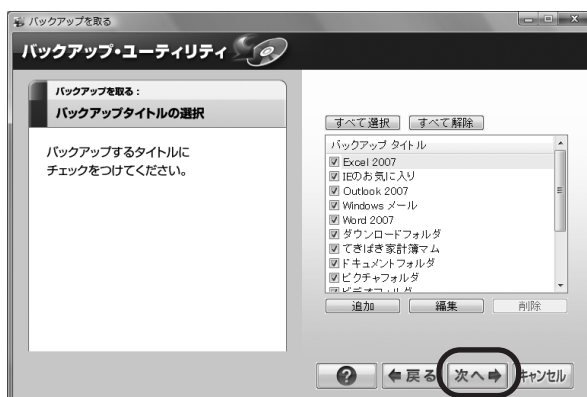 バックアップを取る
バックアップ・ユーティリティ
バックアップを取る：
バックアップタイトルの選択
バックアップするタイトルに
チェックをつけてください。
すべて選択 すべて解除
バックアップ タイトル
Excel 2007
IEのお気に入り
Outlook 2007
Windows メール
Word 2007
ダウンロードフォルダ
てきぱき家計簿マム
ドキュメントフォルダ
ピクチャフォルダ
ビデオフォルダ
追加 編集 削除
戻る 次へ キャンセル